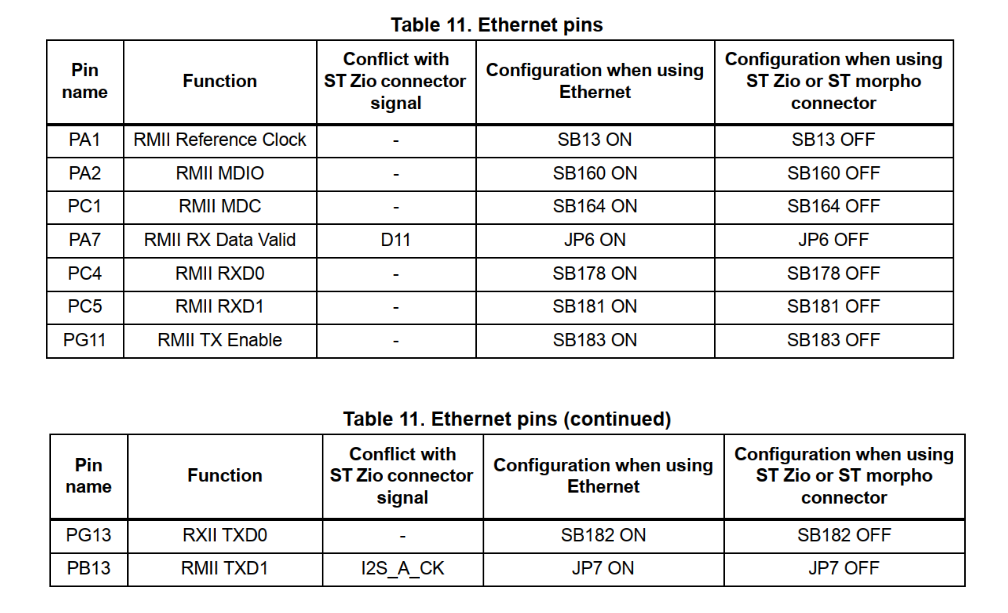 Table 11. Ethernet pins
Pin name Function Conflict with ST Zio connector signal Configuration when using Ethernet Configuration when using ST Zio or ST morpho connector
PA1 RMII Reference Clock - SB13 ON SB13 OFF
PA2 RMII MDIO - SB160 ON SB160 OFF
PC1 RMII MDC - SB164 ON SB164 OFF
PA7 RMII RX Data Valid D11 JP6 ON JP6 OFF
PC4 RMII RXD0 - SB178 ON SB178 OFF
PC5 RMII RXD1 - SB181 ON SB181 OFF
PG11 RMII TX Enable - SB183 ON SB183 OFF
Table 11. Ethernet pins (continued)
Pin name Function Conflict with ST Zio connector signal Configuration when using Ethernet Configuration when using ST Zio or ST morpho connector
PG13 RXII TXD0 - SB182 ON SB182 OFF
PB13 RMII TXD1 I2S_A_CK JP7 ON JP7 OFF